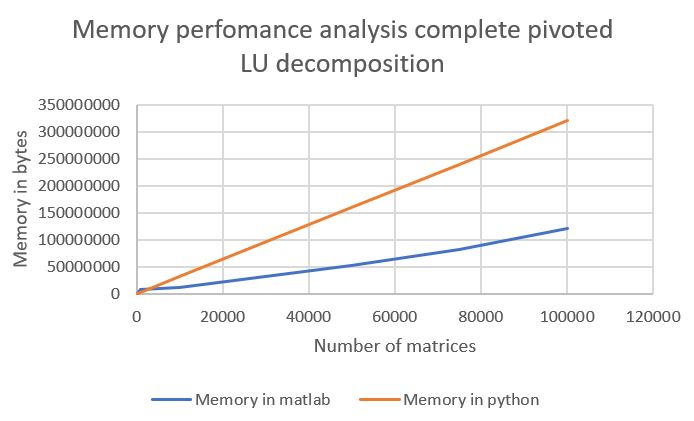 Memory perfomance analysis complete pivoted
LU decomposition
350000000
300000000
250000000
200000000
150000000
100000000
50000000
0
Memory in bytes
0 20000 40000 60000 80000 100000 120000
Number of matrices
Memory in matlab Memory in python